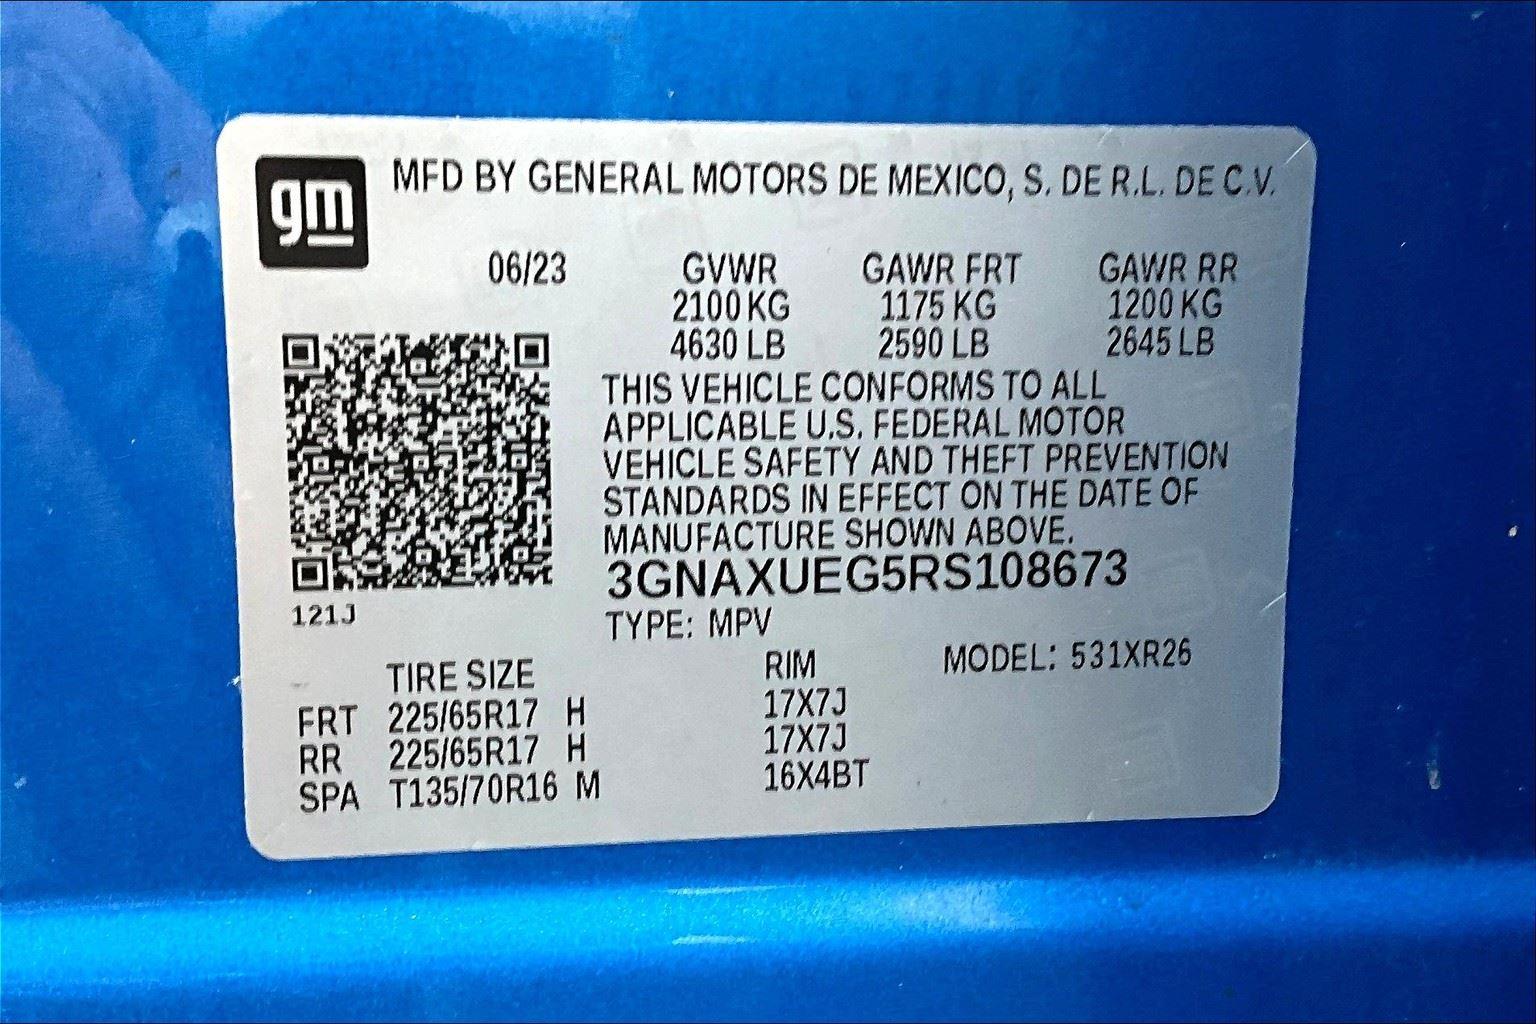 gm
MFD BY GENERAL MOTORS DE MEXICO, S. DE R.L. DE C.V.
06/23 GVWR GAWR FRT GAWR RR
2100 KG 1175 KG 1200 KG
4630 LB 2590 LB 2645 LB
THIS VEHICLE CONFORMS TO ALL
APPLICABLE U.S. FEDERAL MOTOR
VEHICLE SAFETY AND THEFT PREVENTION
STANDARDS IN EFFECT ON THE DATE OF
MANUFACTURE SHOWN ABOVE.
3GNAXUEG5RS108673
121J
TYPE: MPV
TIRE SIZE RIM MODEL: 531XR26
FRT 225/65R17 H 17X7J
RR 225/65R17 H 17X7J
SPA T135/70R16 M 16X4BT